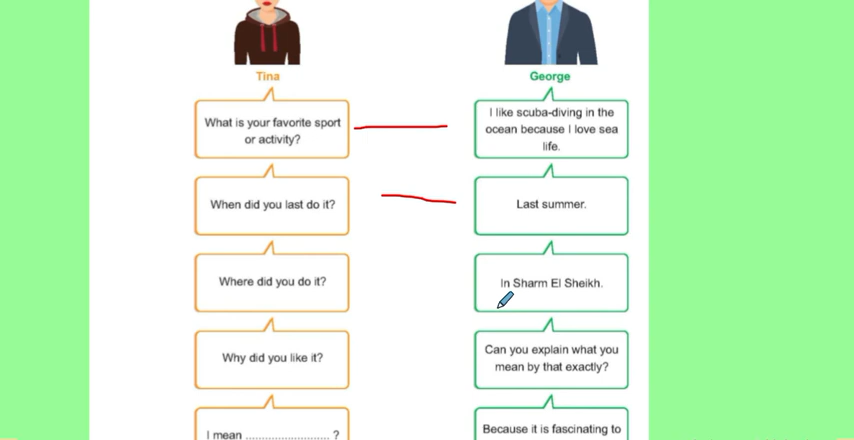 Tina
George
What is your favorite sport
or activity?
I like scuba-diving in the
ocean because I love sea
life.
When did you last do it?
Last summer.
Where did you do it?
In Sharm El Sheikh.
Why did you like it?
Can you explain what you
mean by that exactly?
I mean ............................ ?
Because it is fascinating to